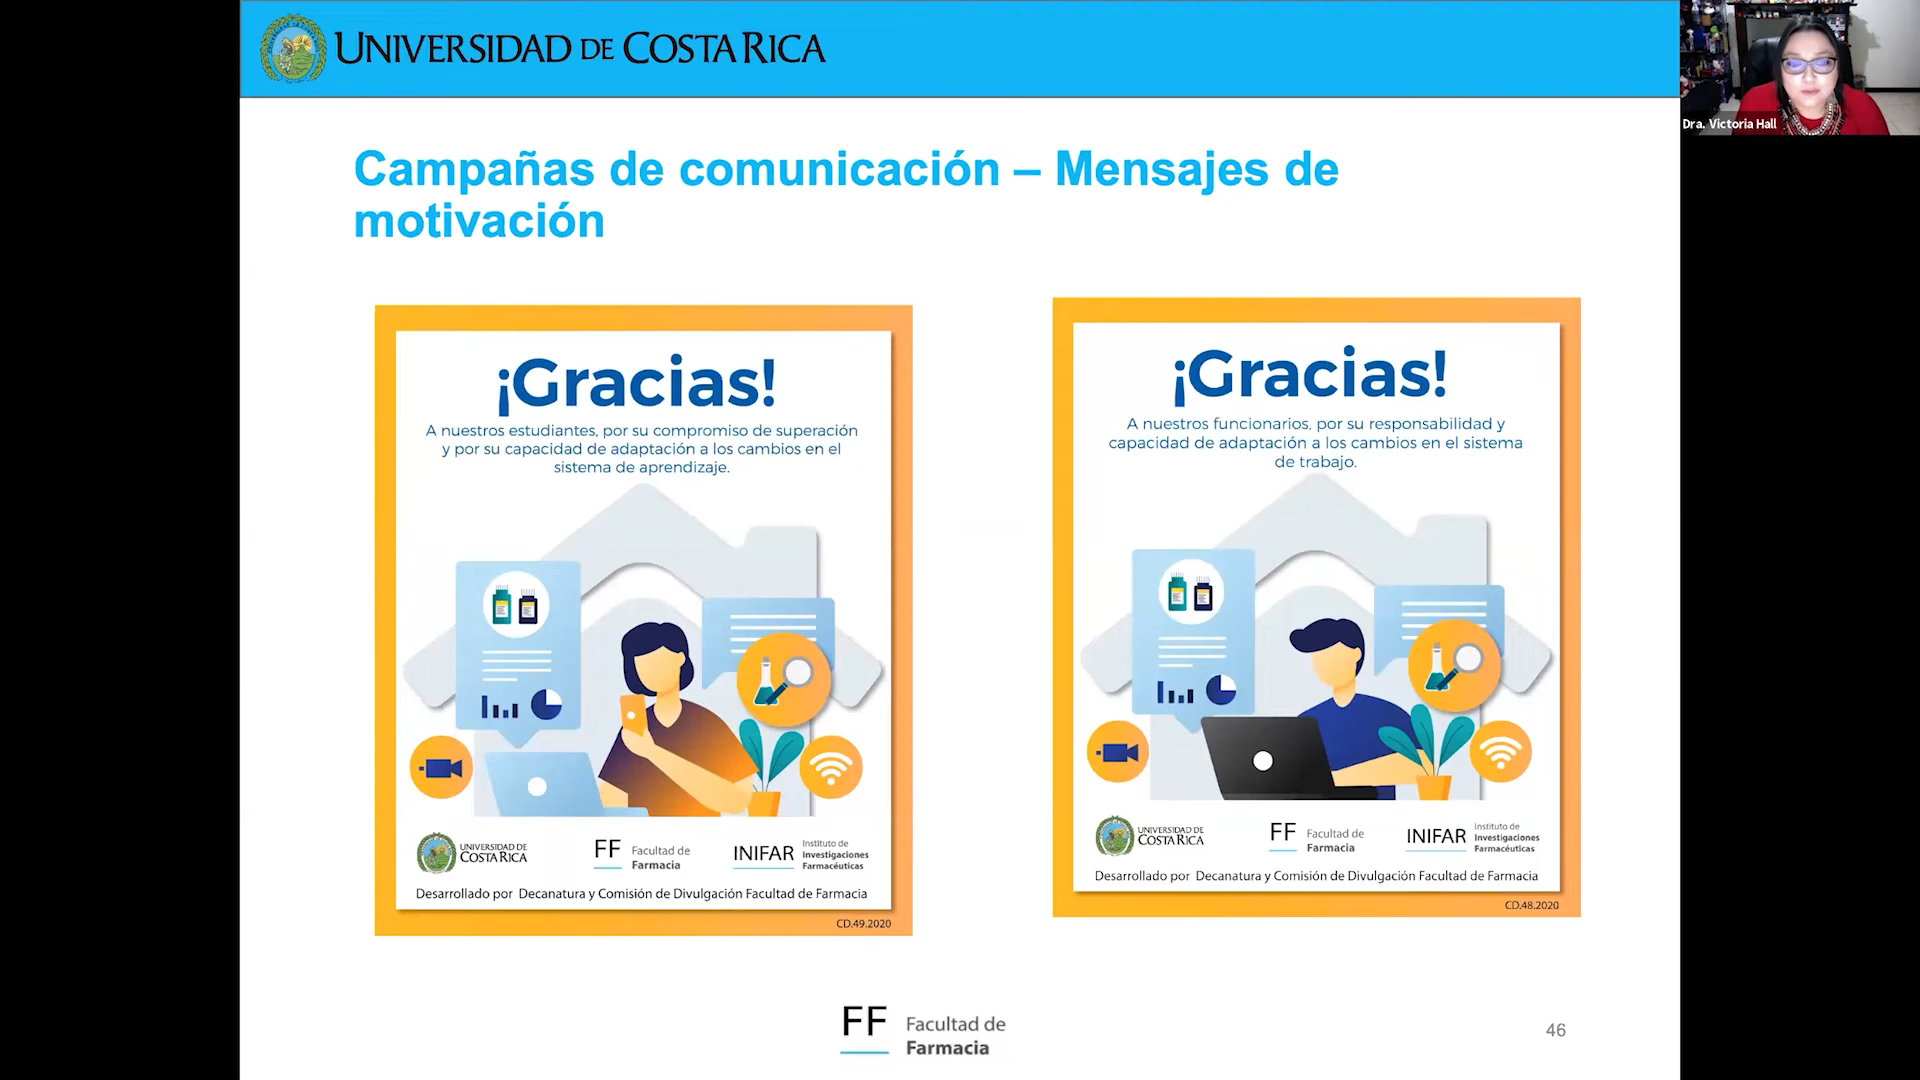 UNIVERSIDAD DE COSTA RICA
Dra. Victoria Hall
Campañas de comunicación – Mensajes de
motivación
¡Gracias!
A nuestros estudiantes, por su compromiso de superación
y por su capacidad de adaptación a los cambios en el
sistema de aprendizaje.
UNIVERSIDAD DE
COSTA RICA
FF Facultad de
Farmacia
INIFAR
Instituto de
Investigaciones
Farmacéuticas
Desarrollado por Decanatura y Comisión de Divulgación Facultad de Farmacia
CD.49.2020
¡Gracias!
A nuestros funcionarios, por su responsabilidad y
capacidad de adaptación a los cambios en el sistema
de trabajo.
UNIVERSIDAD DE
COSTA RICA
FF Facultad de
Farmacia
INIFAR
Instituto de
Investigaciones
Farmacéuticas
Desarrollado por Decanatura y Comisión de Divulgación Facultad de Farmacia
CD.48.2020
FF Facultad de
Farmacia
46